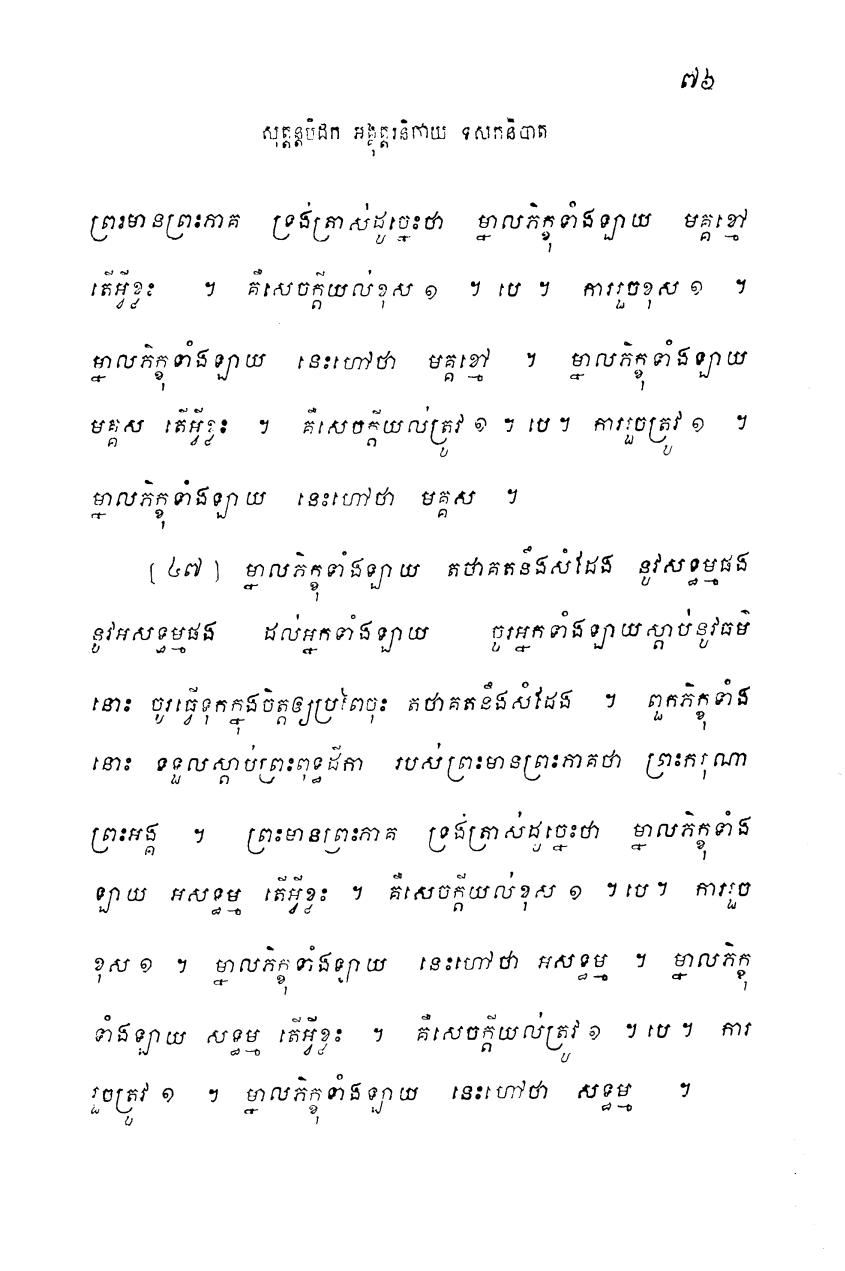 ៧៦
សុត្តន្តបិដក អង្គុត្តរនិកាយ ទសកនិបាត
ព្រះមានព្រះភាគ ទ្រង់ត្រាស់ដូច្នេះថា ម្នាលភិក្ខុទាំងឡាយ មគ្គខ្មៅ
តើអ្វីខ្លះ ។ គឺសេចក្តីយល់ខុស ១ ។ បេ ។ ការរួចខុស ១ ។
ម្នាលភិក្ខុទាំងឡាយ នេះហៅថា មគ្គខ្មៅ ។ ម្នាលភិក្ខុទាំងឡាយ
មគ្គស តើអ្វីខ្លះ ។ គឺសេចក្តីយល់ត្រូវ ១ ។ បេ ។ ការរួចត្រូវ ១ ។
ម្នាលភិក្ខុទាំងឡាយ នេះហៅថា មគ្គស ។
[៤៧] ម្នាលភិក្ខុទាំងឡាយ តថាគតនឹងសំដែង នូវសទ្ធម្មផង
នូវអសទ្ធម្មផង ដល់អ្នកទាំងឡាយ ចូរអ្នកទាំងឡាយស្តាប់នូវធម៌
នោះ ចូរធ្វើទុកក្នុងចិត្តឲ្យប្រពៃចុះ តថាគតនឹងសំដែង ។ ពួកភិក្ខុទាំង
នោះ ទទួលស្តាប់ព្រះពុទ្ធដីកា របស់ព្រះមានព្រះភាគថា ព្រះករុណា
ព្រះអង្គ ។ ព្រះមានព្រះភាគ ទ្រង់ត្រាស់ដូច្នេះថា ម្នាលភិក្ខុទាំង
ឡាយ អសទ្ធម្ម តើអ្វីខ្លះ ។ គឺសេចក្តីយល់ខុស ១ ។ បេ ។ ការរួច
ខុស ១ ។ ម្នាលភិក្ខុទាំងឡាយ នេះហៅថា អសទ្ធម្ម ។ ម្នាលភិក្ខុ
ទាំងឡាយ សទ្ធម្ម តើអ្វីខ្លះ ។ គឺសេចក្តីយល់ត្រូវ ១ ។ បេ ។ ការ
រួចត្រូវ ១ ។ ម្នាលភិក្ខុទាំងឡាយ នេះហៅថា សទ្ធម្ម ។